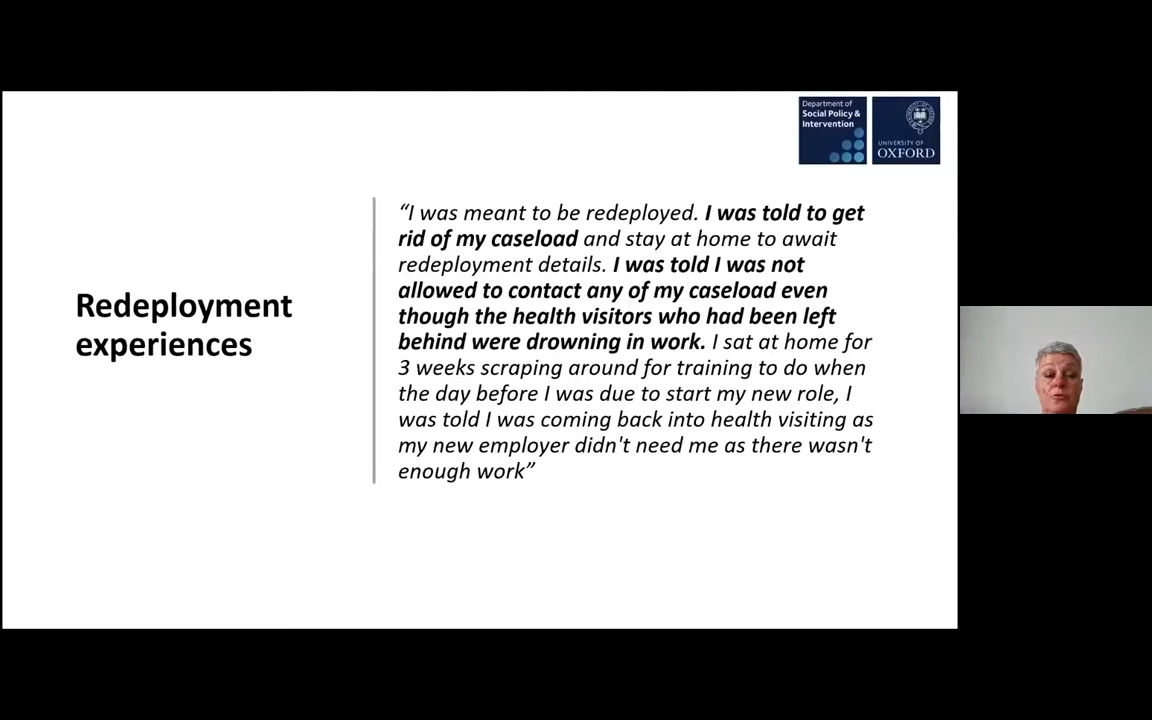 Department of
Social Policy &
Intervention
UNIVERSITY OF
OXFORD
Redeployment
experiences
“I was meant to be redeployed. I was told to get
rid of my caseload and stay at home to await
redeployment details. I was told I was not
allowed to contact any of my caseload even
though the health visitors who had been left
behind were drowning in work. I sat at home for
3 weeks scraping around for training to do when
the day before I was due to start my new role, I
was told I was coming back into health visiting as
my new employer didn't need me as there wasn't
enough work”